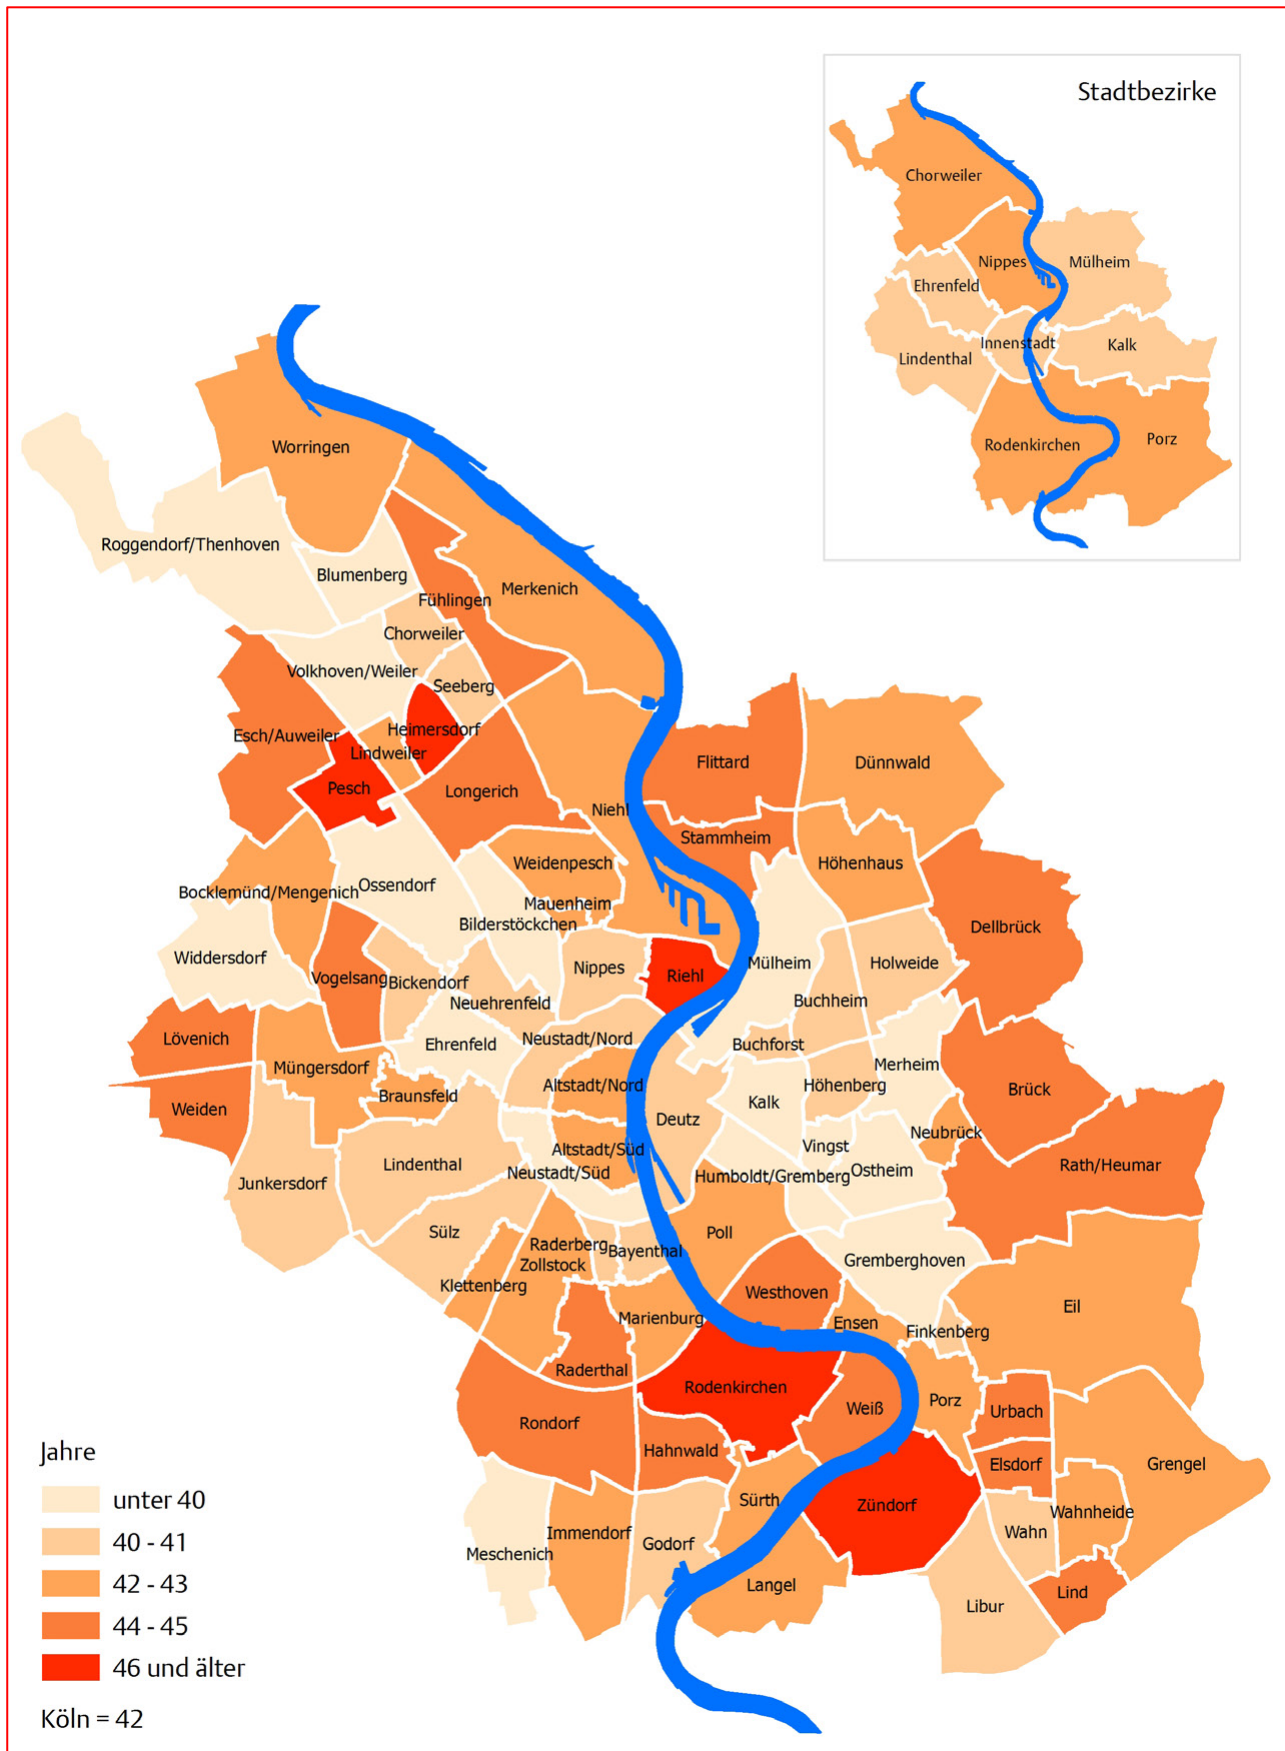 Stadtbezirke
Chorweiler
Nippes
Mülheim
Ehrenfeld
Innenstadt
Kalk
Lindenthal
Rodenkirchen
Porz
Worringen
Roggendorf/Thenhoven
Blumenberg
Merkenich
Fühlingen
Chorweiler
Volkhoven/Weiler
Seeberg
Heimersdorf
Esch/Auweiler
Lindweiler
Pesch
Longerich
Flittard
Dünnwald
Niehl
Stammheim
Höhenhaus
Weidenpesch
Ossendorf
Bocklemünd/Mengenich
Mauenheim
Bilderstöckchen
Dellbrück
Widdersdorf
Mülheim
Holweide
Nippes
Riehl
Vogelsang
Bickendorf
Neuehrenfeld
Buchheim
Lövenich
Neustadt/Nord
Ehrenfeld
Buchforst
Müngersdorf
Merheim
Altstadt/Nord
Höhenberg
Brück
Braunsfeld
Weiden
Kalk
Deutz
Neubrück
Vingst
Altstadt/Süd
Lindenthal
Rath/Heumar
Neustadt/Süd
Humboldt/Gremberg
Ostheim
Junkersdorf
Sülz
Poll
Raderberg
Bayenthal
Zollstock
Gremberghoven
Klettenberg
Westhoven
Eil
Marienburg
Ensen
Finkenberg
Raderthal
Rodenkirchen
Porz
Weiß
Urbach
Rondorf
Hahnwald
Elsdorf
Grengel
Sürth
Zündorf
Wahnheide
Immendorf
Wahn
Godorf
Meschenich
Langel
Lind
Libur
Jahre
unter 40
40 - 41
42 - 43
44 - 45
46 und älter
Köln = 42